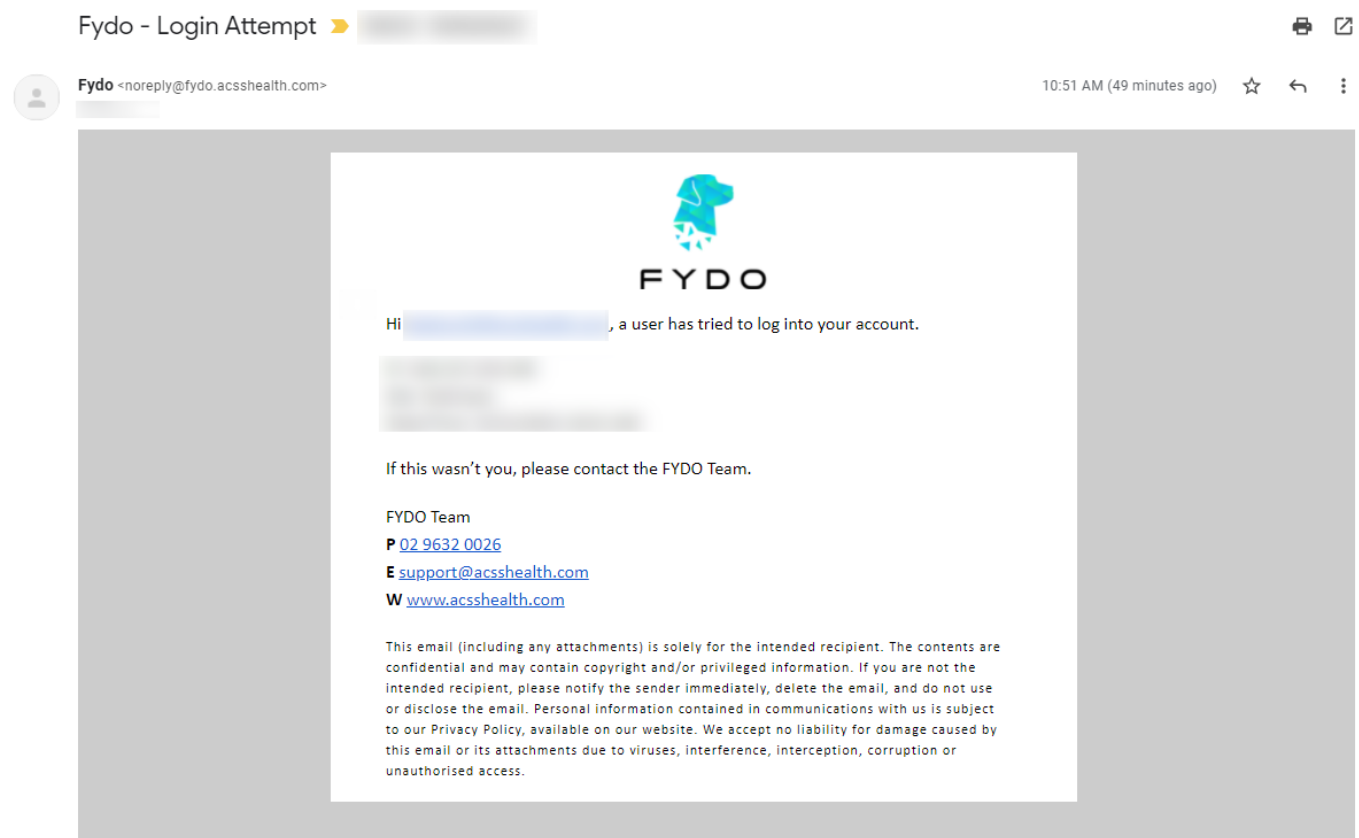 Fydo - Login Attempt
Fydo <noreply@fydo.acsshealth.com>
10:51 AM (49 minutes ago)
FYDO
Hi , a user has tried to log into your account.
If this wasn’t you, please contact the FYDO Team.
FYDO Team
P 02 9632 0026
E support@acsshealth.com
W www.acsshealth.com
This email (including any attachments) is solely for the intended recipient. The contents are
confidential and may contain copyright and/or privileged information. If you are not the
intended recipient, please notify the sender immediately, delete the email, and do not use
or disclose the email. Personal information contained in communications with us is subject
to our Privacy Policy, available on our website. We accept no liability for damage caused by
this email or its attachments due to viruses, interference, interception, corruption or
unauthorised access.